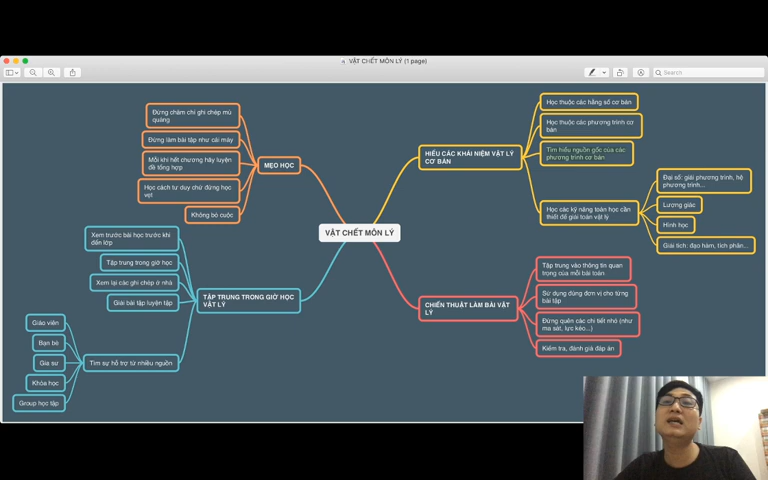 VẬT CHẾT MÔN LÝ (1 page)
Search
Đừng chăm chỉ ghi chép mù
quáng
Đừng làm bài tập như cái máy
Mỗi khi hết chương hãy luyện
đề tổng hợp
Học cách tư duy chứ đừng học
vẹt
Không bỏ cuộc
MẸO HỌC
Xem trước bài học trước khi
đến lớp
Tập trung trong giờ học
Xem lại các ghi chép ở nhà
Giải bài tập luyện tập
TẬP TRUNG TRONG GIỜ HỌC
VẬT LÝ
Giáo viên
Bạn bè
Gia sư
Khóa học
Group học tập
Tìm sự hỗ trợ từ nhiều nguồn
VẬT CHẾT MÔN LÝ
HIỂU CÁC KHÁI NIỆM VẬT LÝ
CƠ BẢN
Học thuộc các hằng số cơ bản
Học thuộc các phương trình cơ
bản
Tìm hiểu nguồn gốc của các
phương trình cơ bản
Học các kỹ năng toán học cần
thiết để giải toán vật lý
Đại số: giải phương trình, hệ
phương trình...
Lượng giác
Hình học
Giải tích: đạo hàm, tích phân...
CHIẾN THUẬT LÀM BÀI VẬT
LÝ
Tập trung vào thông tin quan
trọng của mỗi bài toán
Sử dụng đúng đơn vị cho từng
bài tập
Đừng quên các chi tiết nhỏ (như
ma sát, lực kéo...)
Kiểm tra, đánh giá đáp án